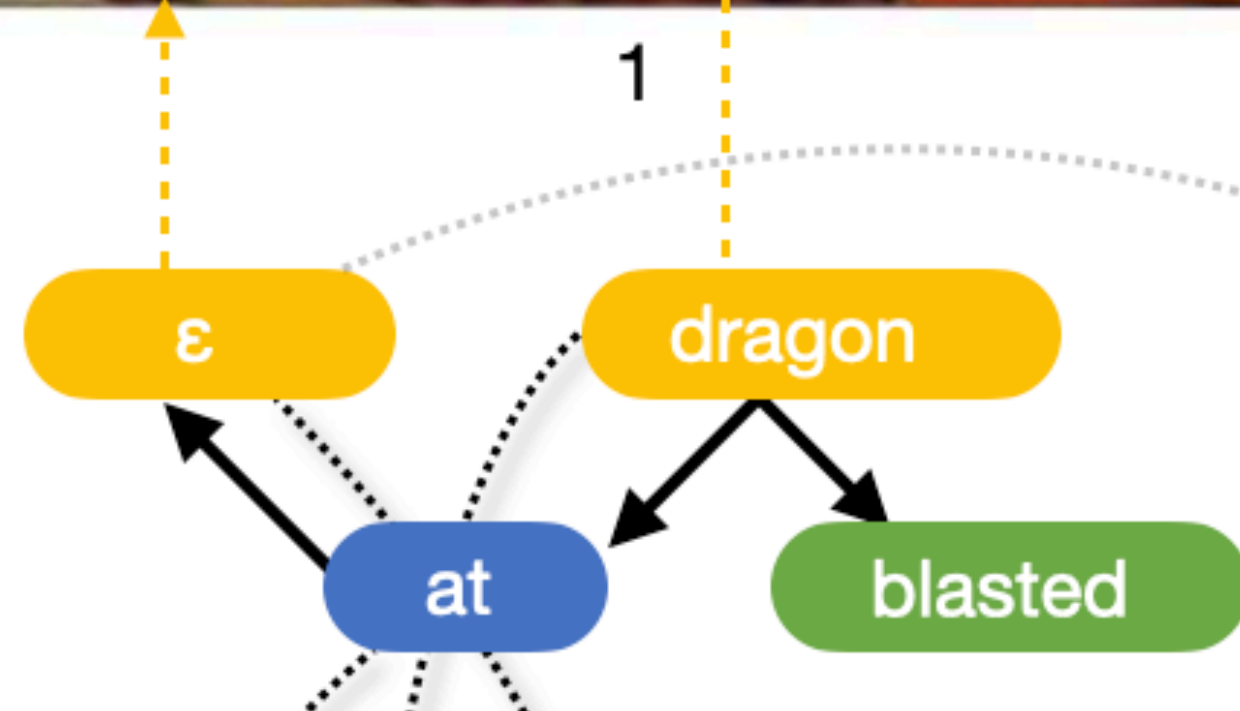 1
ε
dragon
at
blasted